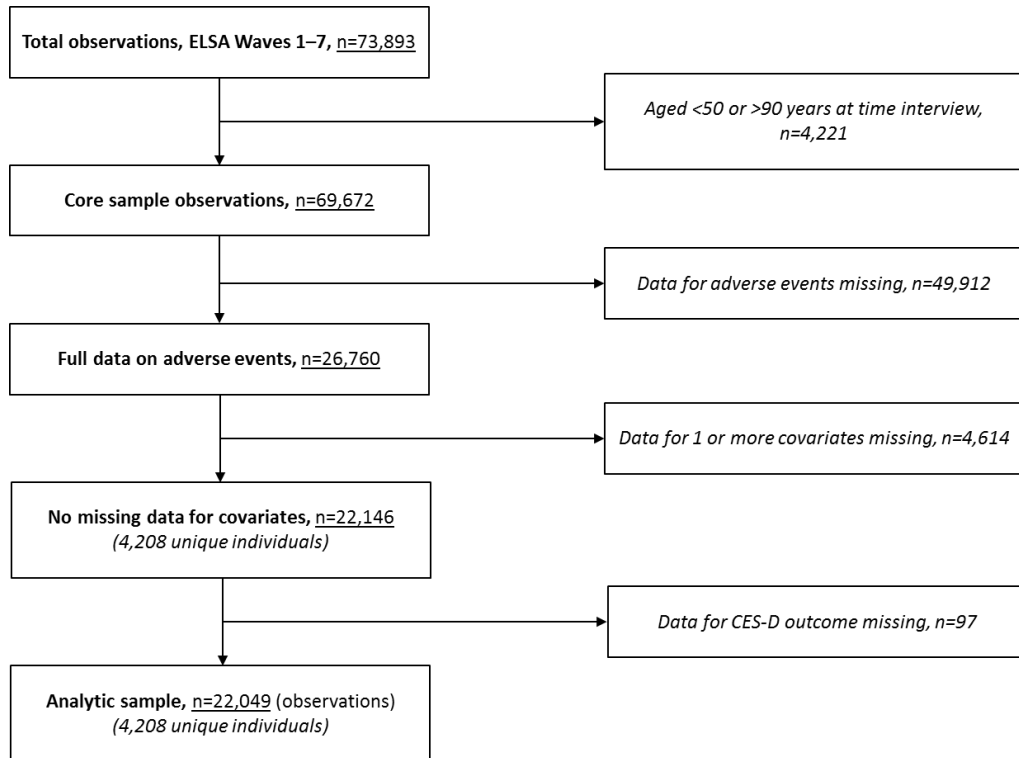 Total observations, ELSA Waves 1–7, n=73,893
Aged <50 or >90 years at time interview,
n=4,221
Core sample observations, n=69,672
Data for adverse events missing, n=49,912
Full data on adverse events, n=26,760
Data for 1 or more covariates missing, n=4,614
No missing data for covariates, n=22,146
(4,208 unique individuals)
Data for CES-D outcome missing, n=97
Analytic sample, n=22,049 (observations)
(4,208 unique individuals)